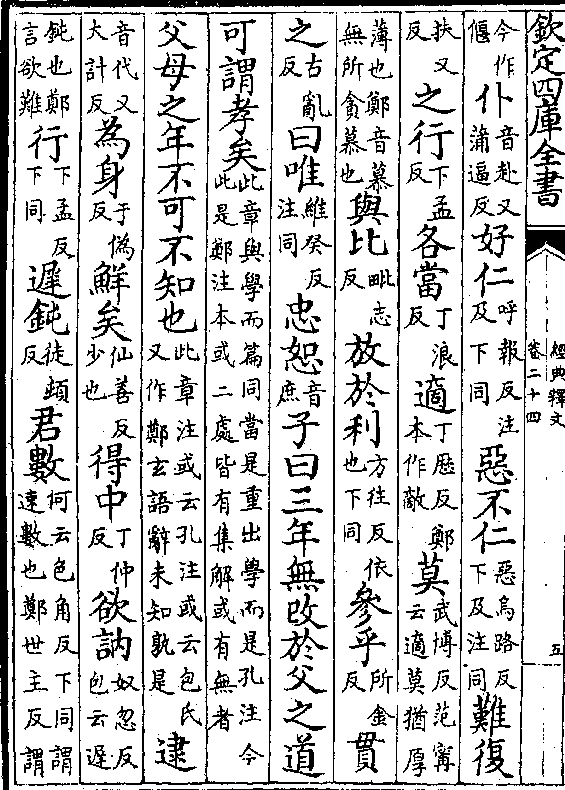 欽定四庫全書 經典釋文 卷二十四 五
今作偃仆音赴又蒲逼反好仁呼報反注及下同惡不仁惡烏路反下及注同難復
扶又反之行下孟反各當丁浪反適丁厯反鄭本作敵莫武博反范甯云適莫猶厚
薄也鄭音慕無所貪慕也與比毗志反放於利方往反依也下同參乎所金反貫
之古亂反曰唯維癸反注同忠恕音庶子曰三年無改於父之道
可謂孝矣此章與學而篇同當是重出學而是孔注今此是鄭注本或二處皆有集解或有無者
父母之年不可不知也此章注或云孔注或云包氏又作鄭玄語辭未知孰是逮
音代又大計反為身于偽反鮮矣仙善反少也得中丁仲反欲訥奴忽反包云遲
鈍也鄭言欲難行下孟反下同遲鈍徒頓反君數何云色角反下同謂速數也鄭世主反謂